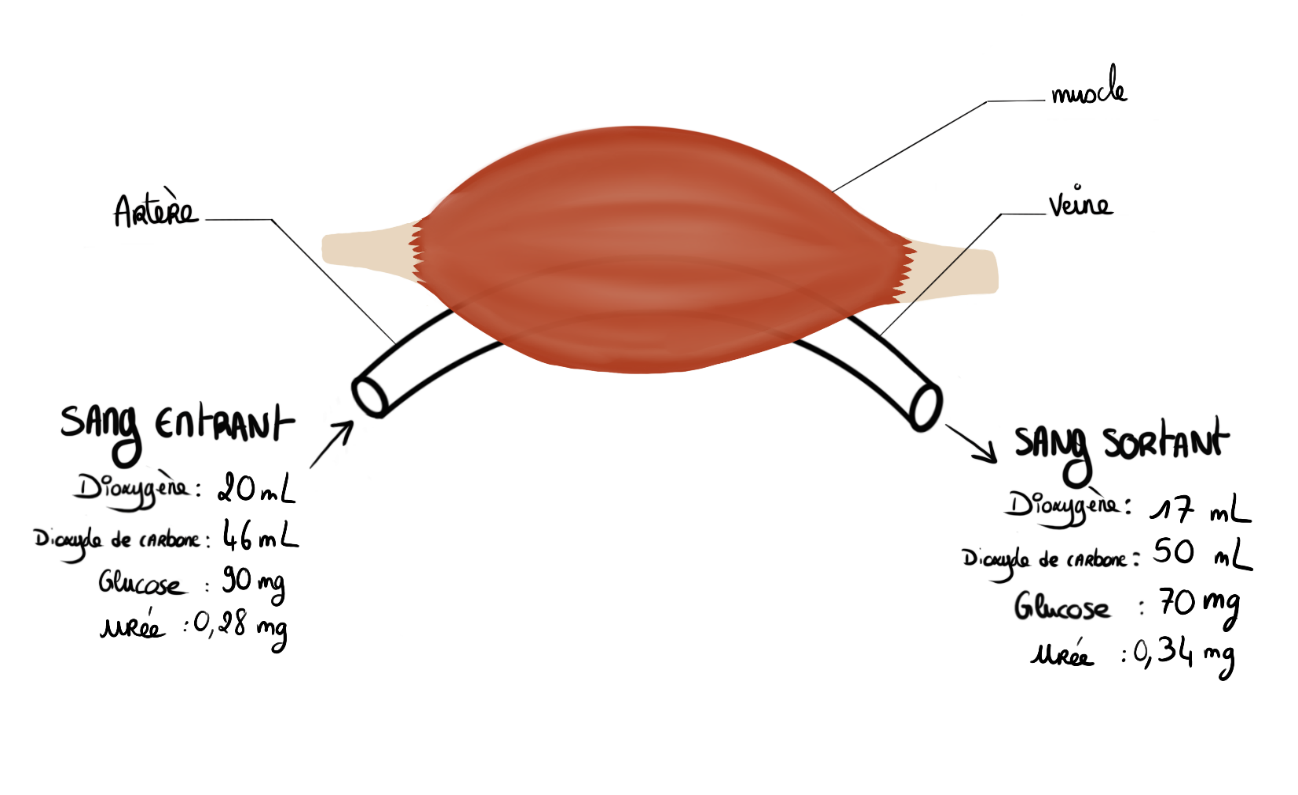 muscle
Artère
Veine
SANG ENTRANT
Dioxygène : 20 mL
Dioxyde de carbone : 46 mL
Glucose : 90 mg
urée : 0,28 mg
SANG SORTANT
Dioxygène : 17 mL
Dioxyde de carbone : 50 mL
Glucose : 70 mg
urée : 0,34 mg